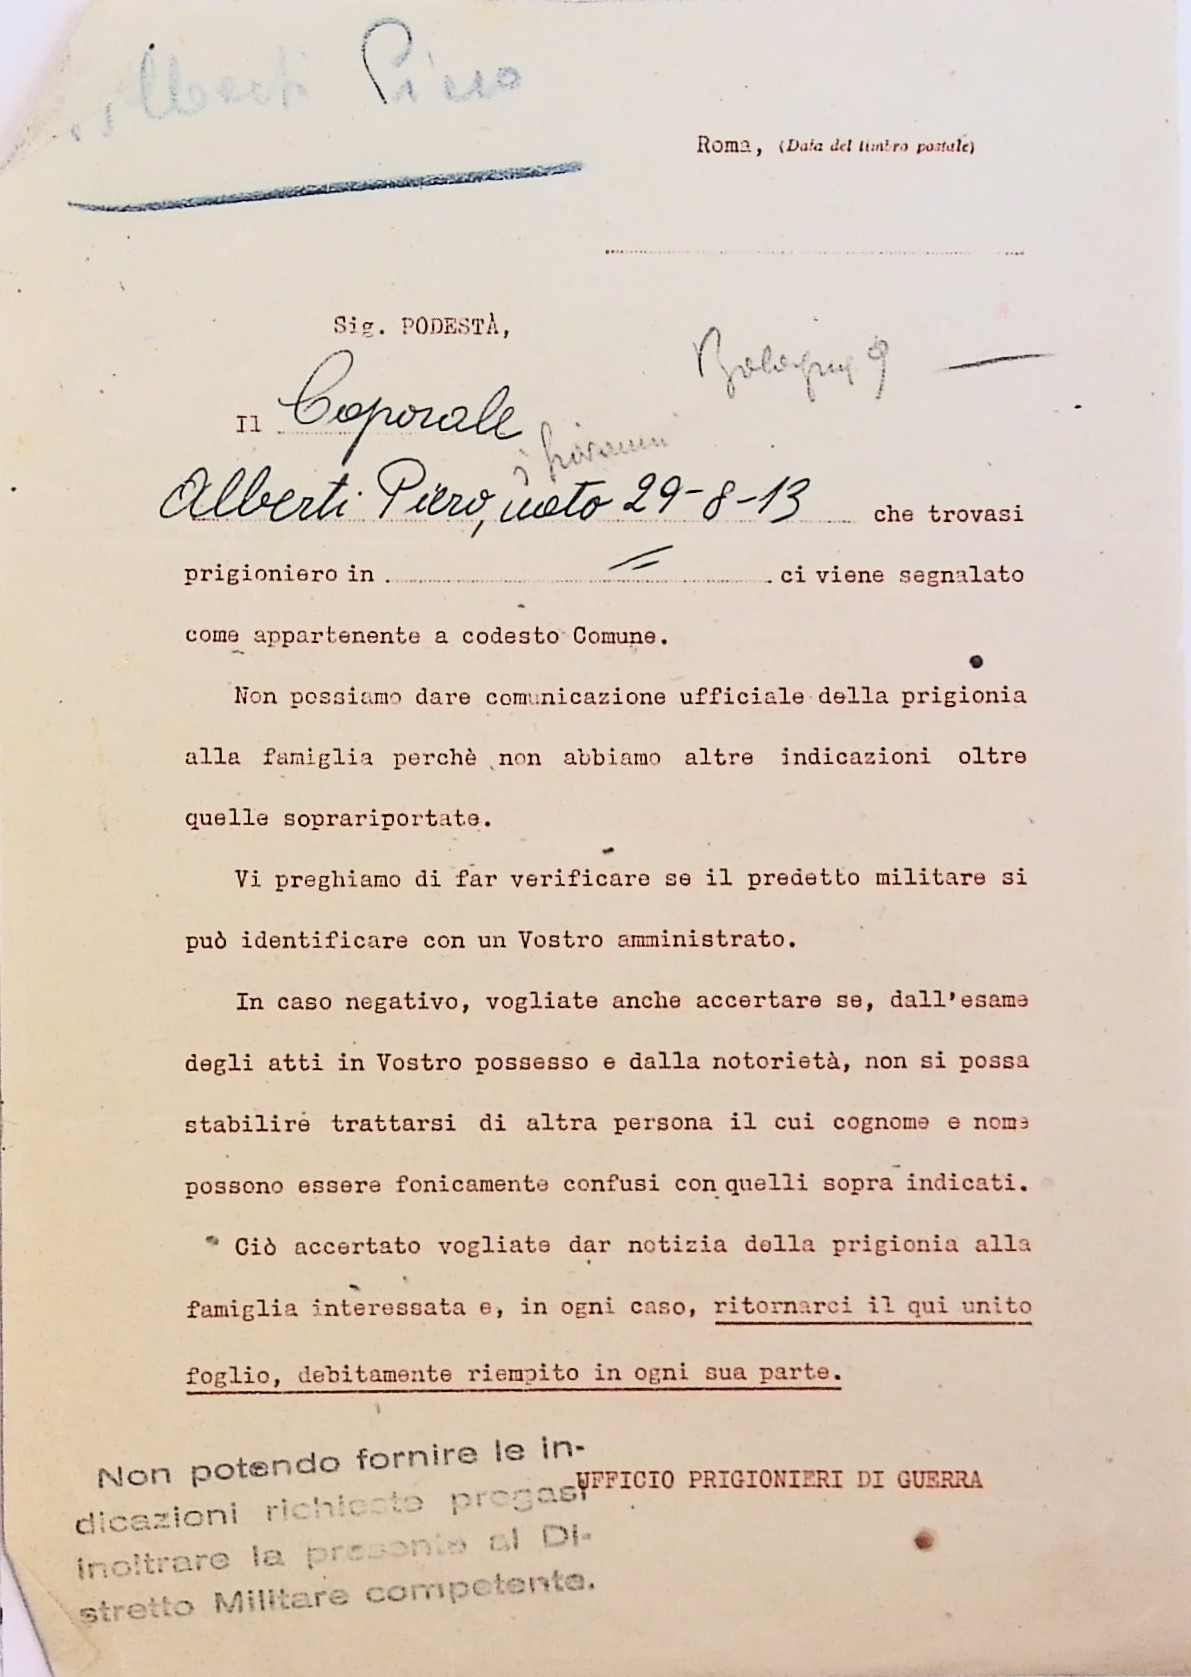 Alberti Piero
Roma, (Data del timbro postale)
Sig. PODESTÀ,
Bologna 9
Il Caporale
di Giovanni
Alberti Piero, nato 29-8-13 che trovasi
prigioniero in = ci viene segnalato
come appartenente a codesto Comune.
Non possiamo dare comunicazione ufficiale della prigionia
alla famiglia perchè non abbiamo altre indicazioni oltre
quelle soprariportate.
Vi preghiamo di far verificare se il predetto militare si
può identificare con un Vostro amministrato.
In caso negativo, vogliate anche accertare se, dall'esame
degli atti in Vostro possesso e dalla notorietà, non si possa
stabilire trattarsi di altra persona il cui cognome e nome
possono essere fonicamente confusi con quelli sopra indicati.
Ciò accertato vogliate dar notizia della prigionia alla
famiglia interessata e, in ogni caso, ritornarci il qui unito
foglio, debitamente riempito in ogni sua parte.
Non potendo fornire le in-
dicazioni richieste pregasi
inoltrare la presente al Di-
stretto Militare competente.
UFFICIO PRIGIONIERI DI GUERRA